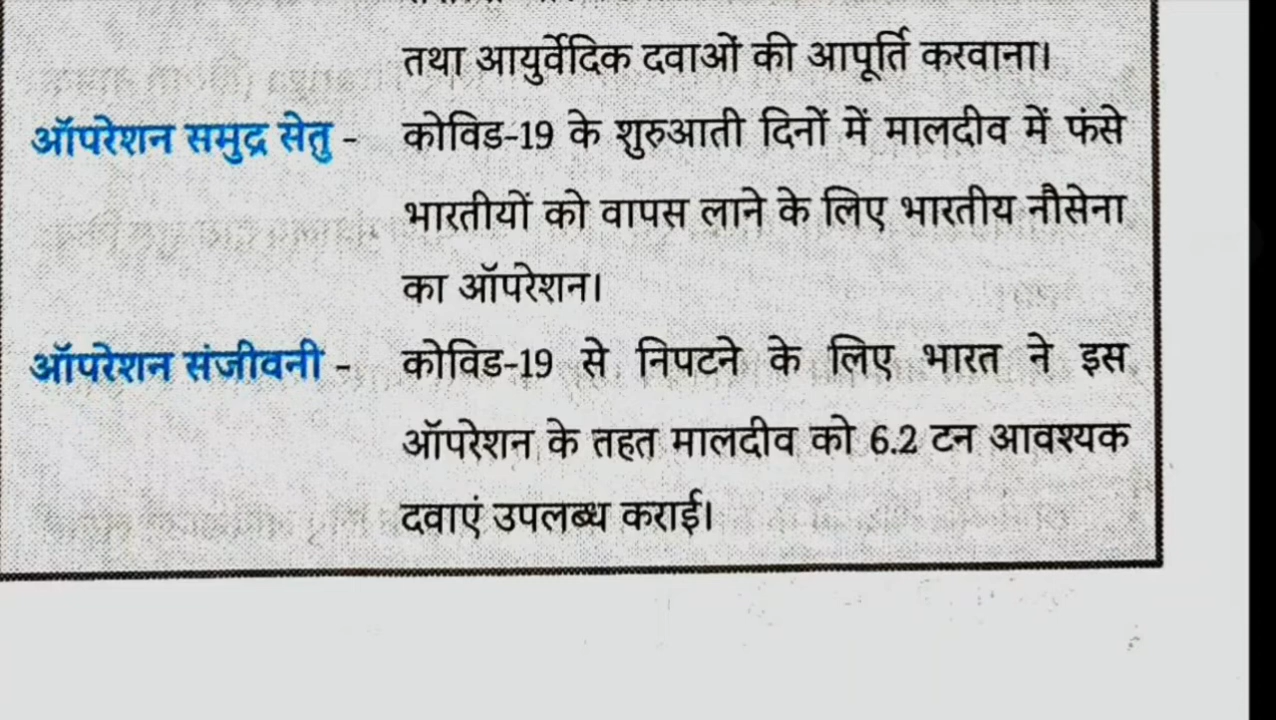 तथा आयुर्वेदिक दवाओं की आपूर्ति करवाना।
ऑपरेशन समुद्र सेतु - कोविड-19 के शुरुआती दिनों में मालदीव में फंसे
भारतीयों को वापस लाने के लिए भारतीय नौसेना
का ऑपरेशन।
ऑपरेशन संजीवनी - कोविड-19 से निपटने के लिए भारत ने इस
ऑपरेशन के तहत मालदीव को 6.2 टन आवश्यक
दवाएं उपलब्ध कराई।